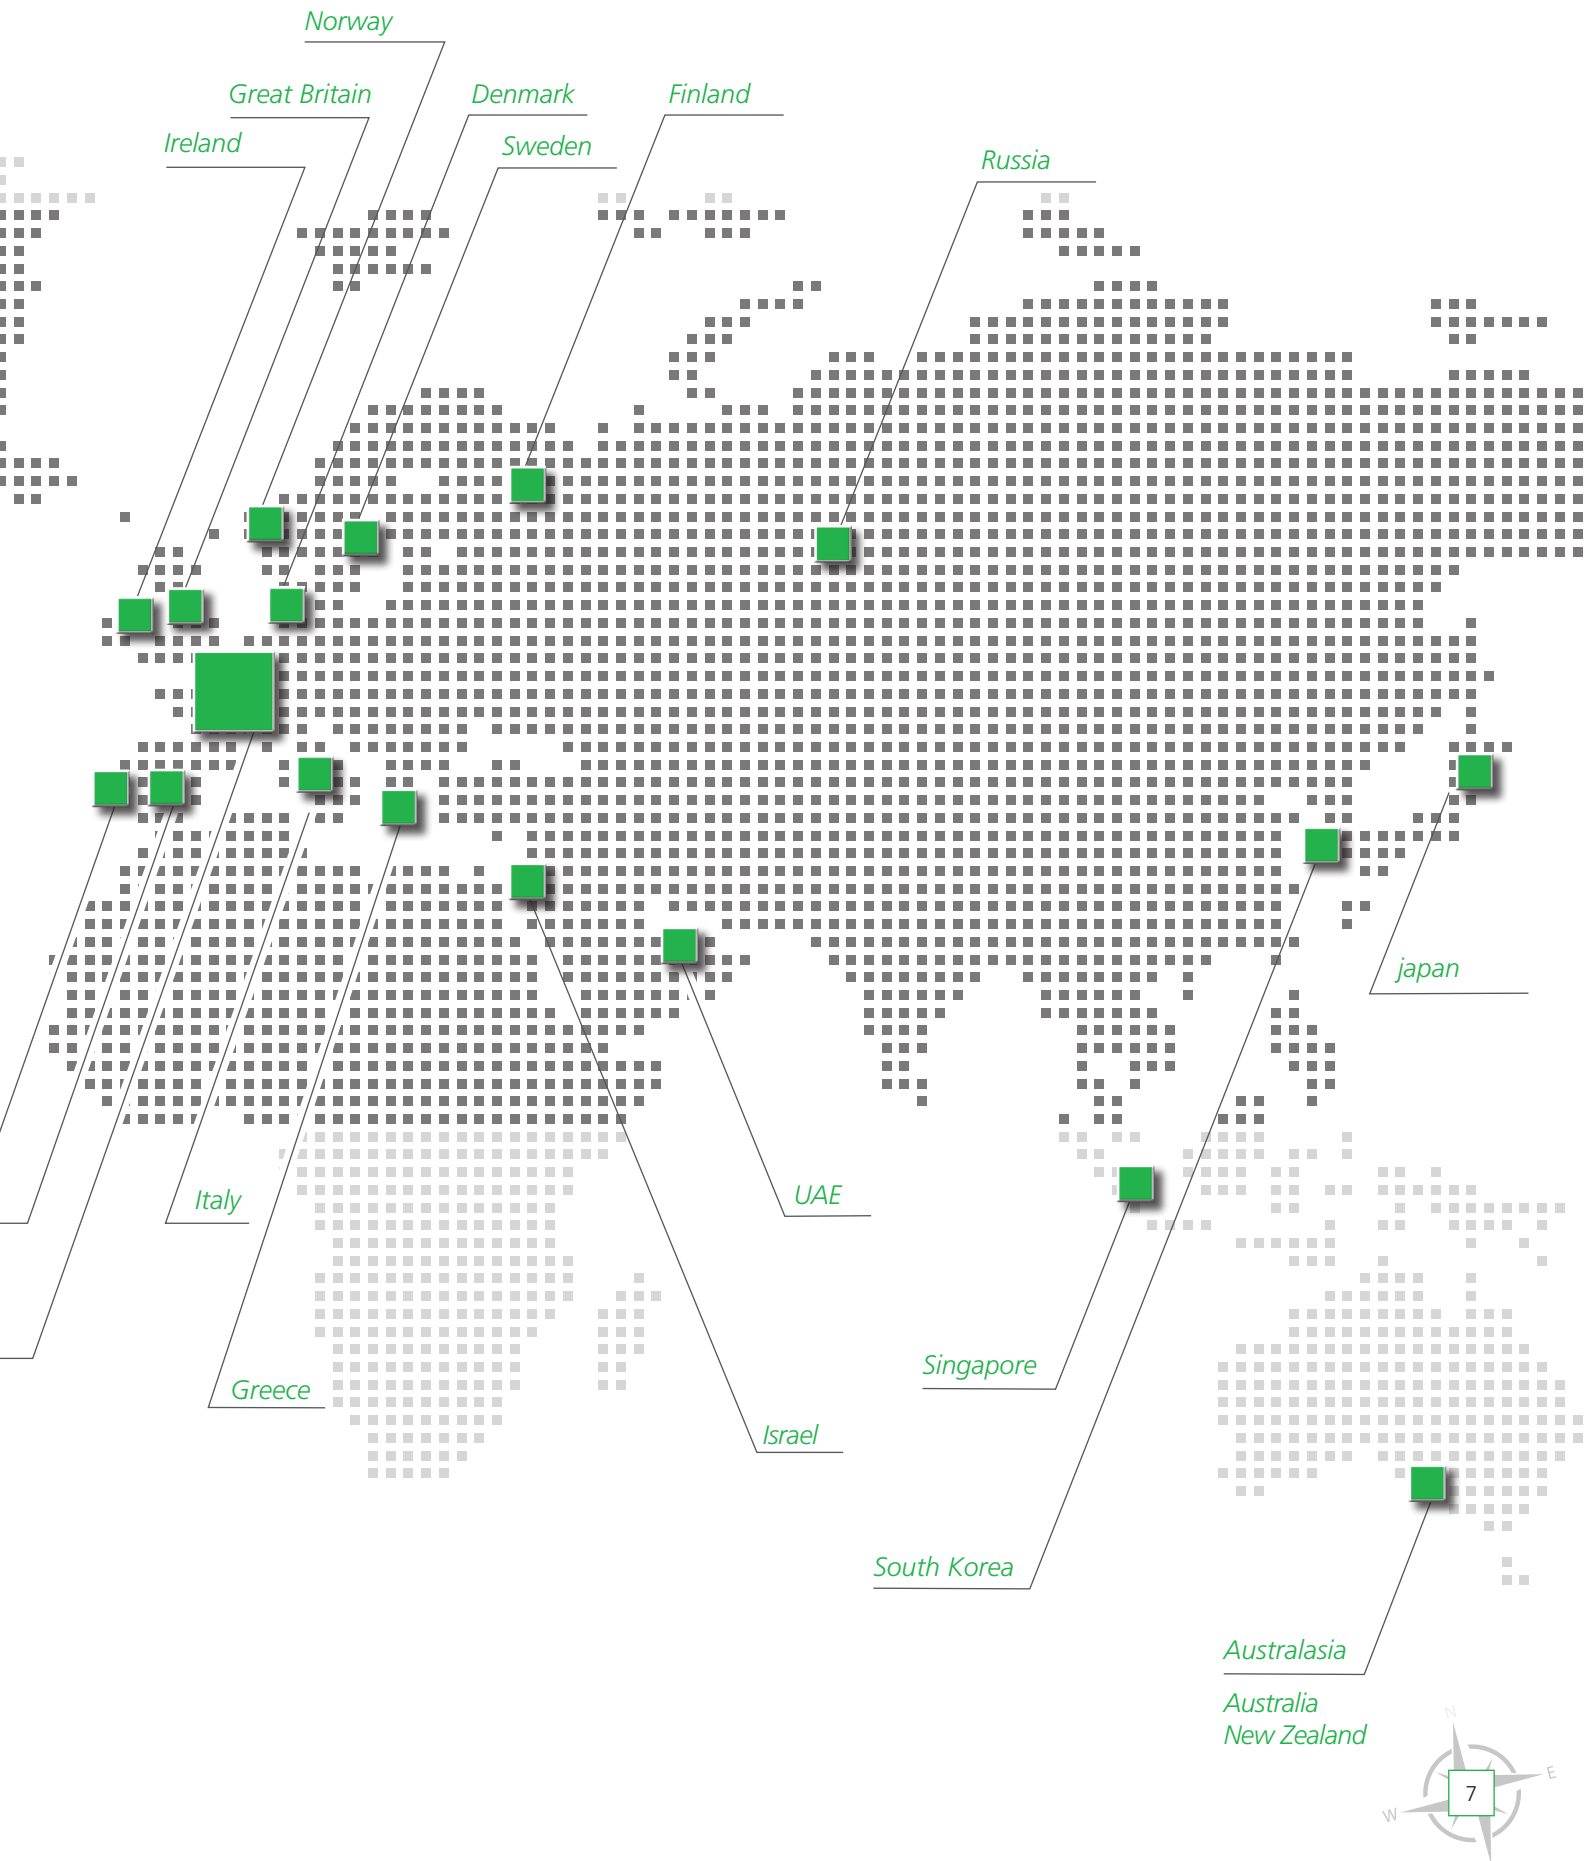 Norway
Great Britain
Denmark
Finland
Ireland
Sweden
Russia
japan
Italy
UAE
Singapore
Greece
Israel
South Korea
Australasia
Australia
New Zealand
N
E
7
W